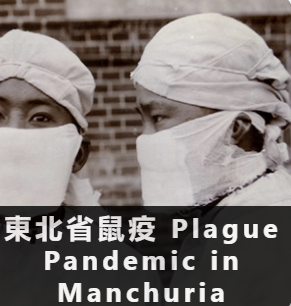 東北省鼠疫 Plague
Pandemic in
Manchuria